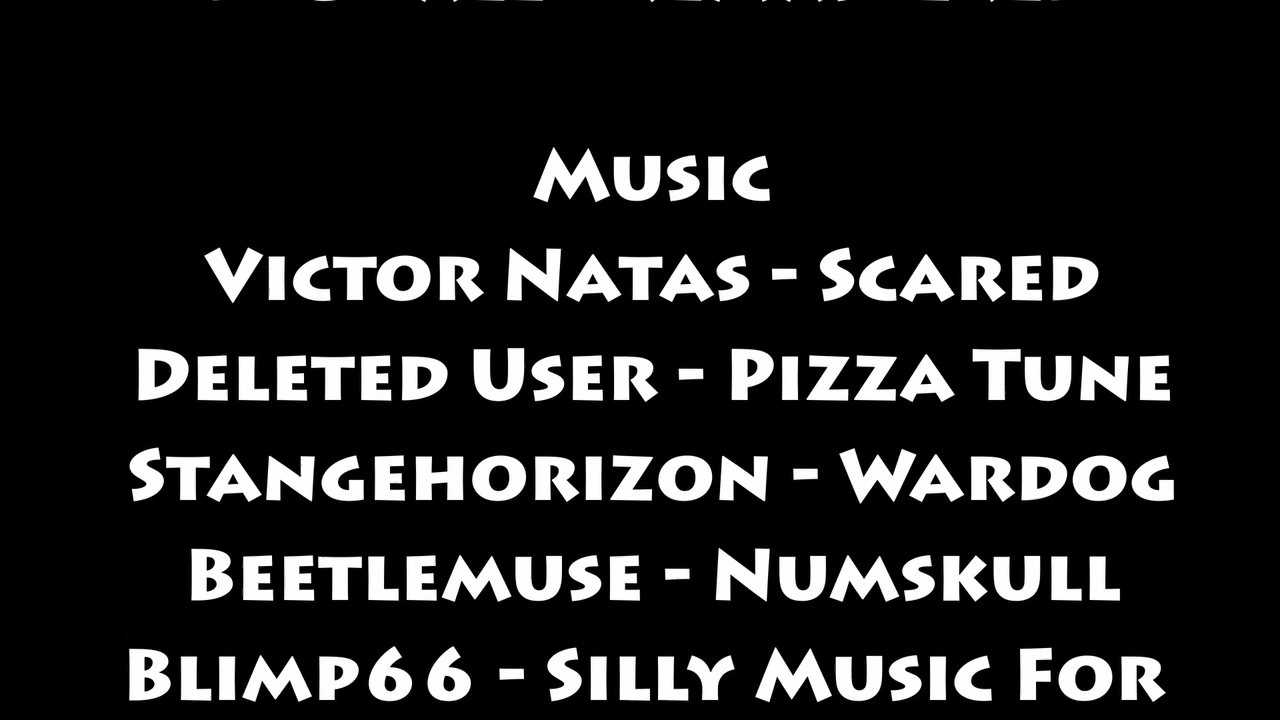 Music
Victor Natas - Scared
Deleted User - Pizza Tune
Stangehorizon - Wardog
Beetlemuse - Numskull
Blimp66 - Silly Music For